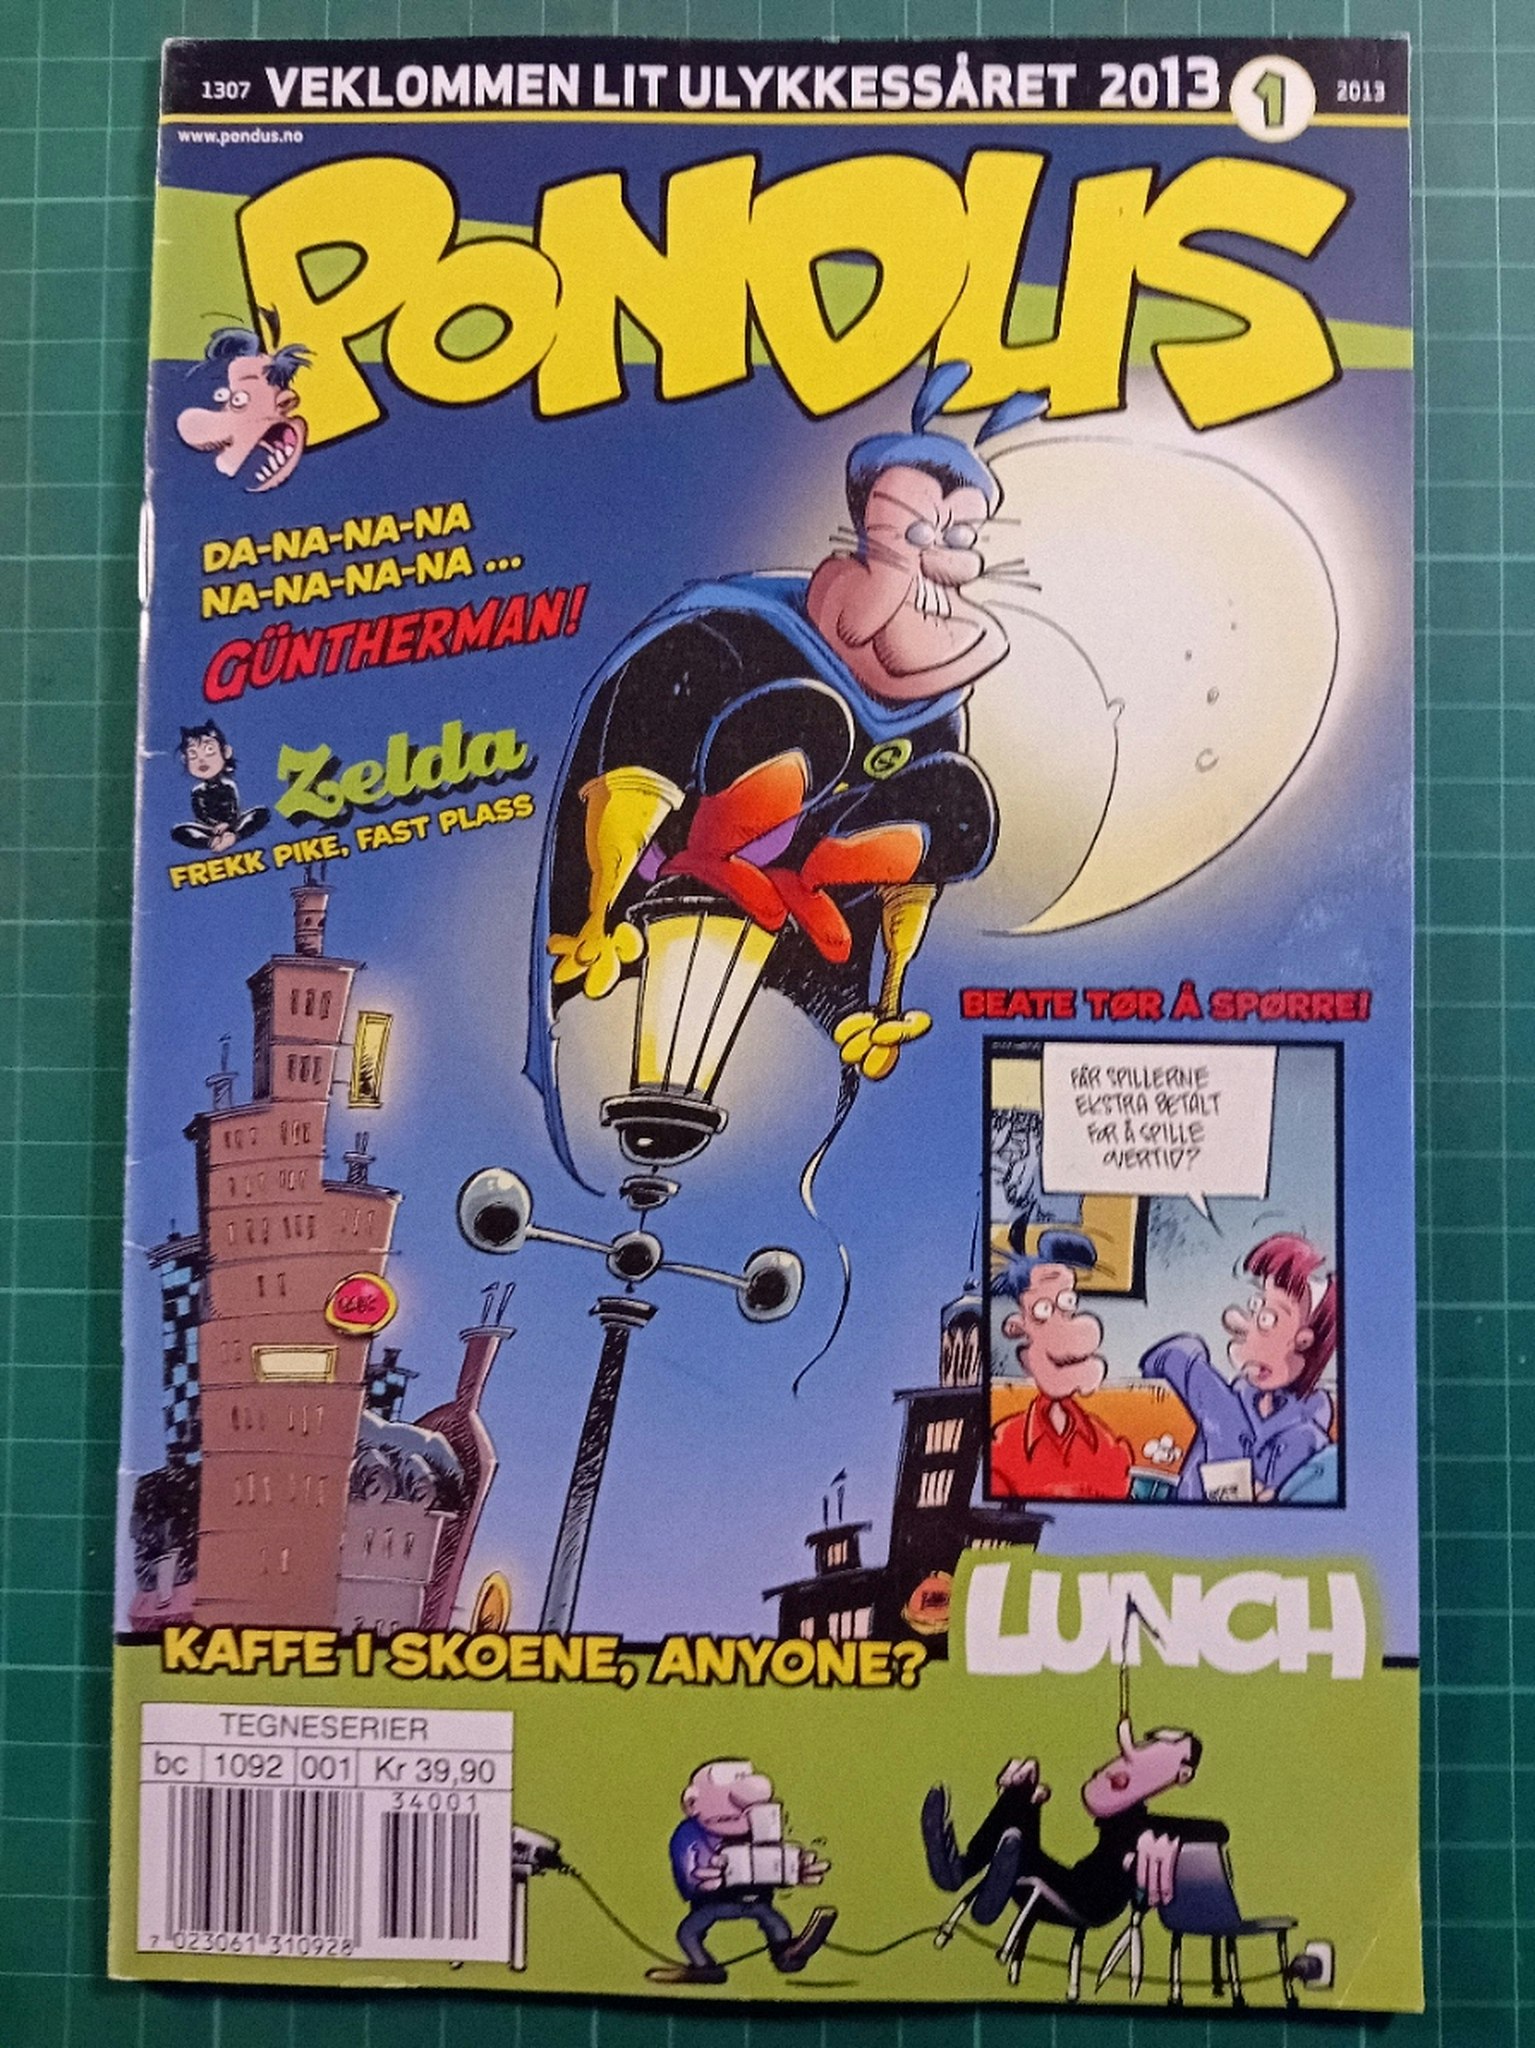 1307 VEKLOMMEN LIT ULYKKESSÅRET 2013 1 2013
www.pondus.no
PONDUS
DA-NA-NA-NA
NA-NA-NA-NA ...
GÜNTHERMAN!
Zelda
FREKK PIKE, FAST PLASS
G
BEATE TØR Å SPØRRE!
FÅR SPILLERNE
EKSTRA BETALT
FOR Å SPILLE
OVERTID?
LUNCH
KAFFE I SKOENE, ANYONE?
TEGNESERIER
bc 1092 001 Kr 39,90
34001
7 023061 310928